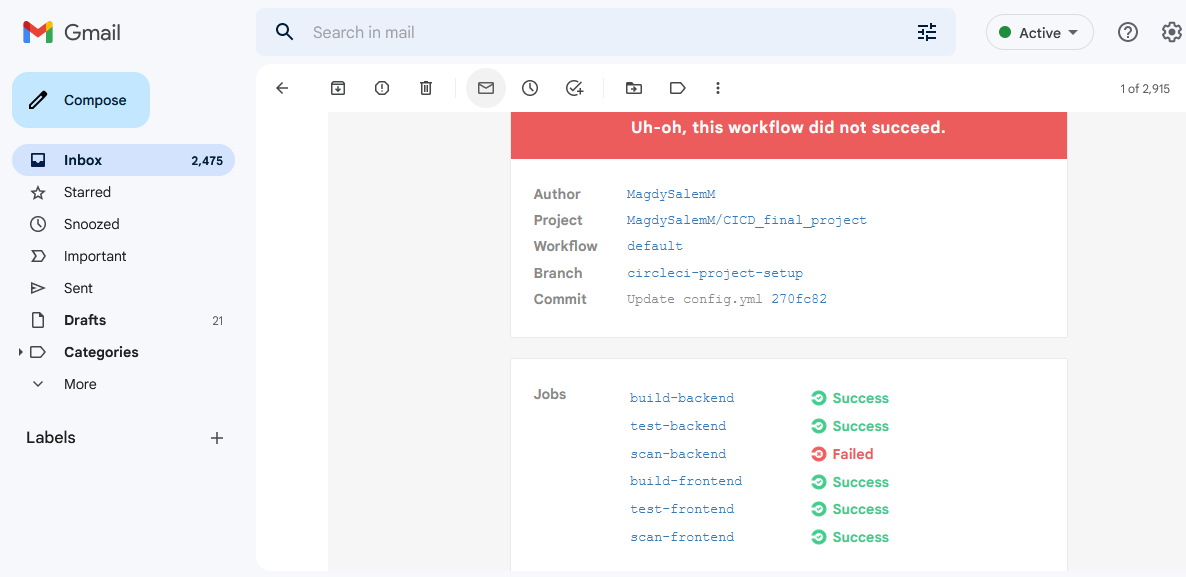 Gmail
Search in mail
Active
Compose
1 of 2,915
Inbox 2,475
Starred
Snoozed
Important
Sent
Drafts 21
Categories
More
Labels
Uh-oh, this workflow did not succeed.
Author MagdySalemM
Project MagdySalemM/CICD_final_project
Workflow default
Branch circleci-project-setup
Commit Update config.yml 270fc82
Jobs
build-backend Success
test-backend Success
scan-backend Failed
build-frontend Success
test-frontend Success
scan-frontend Success